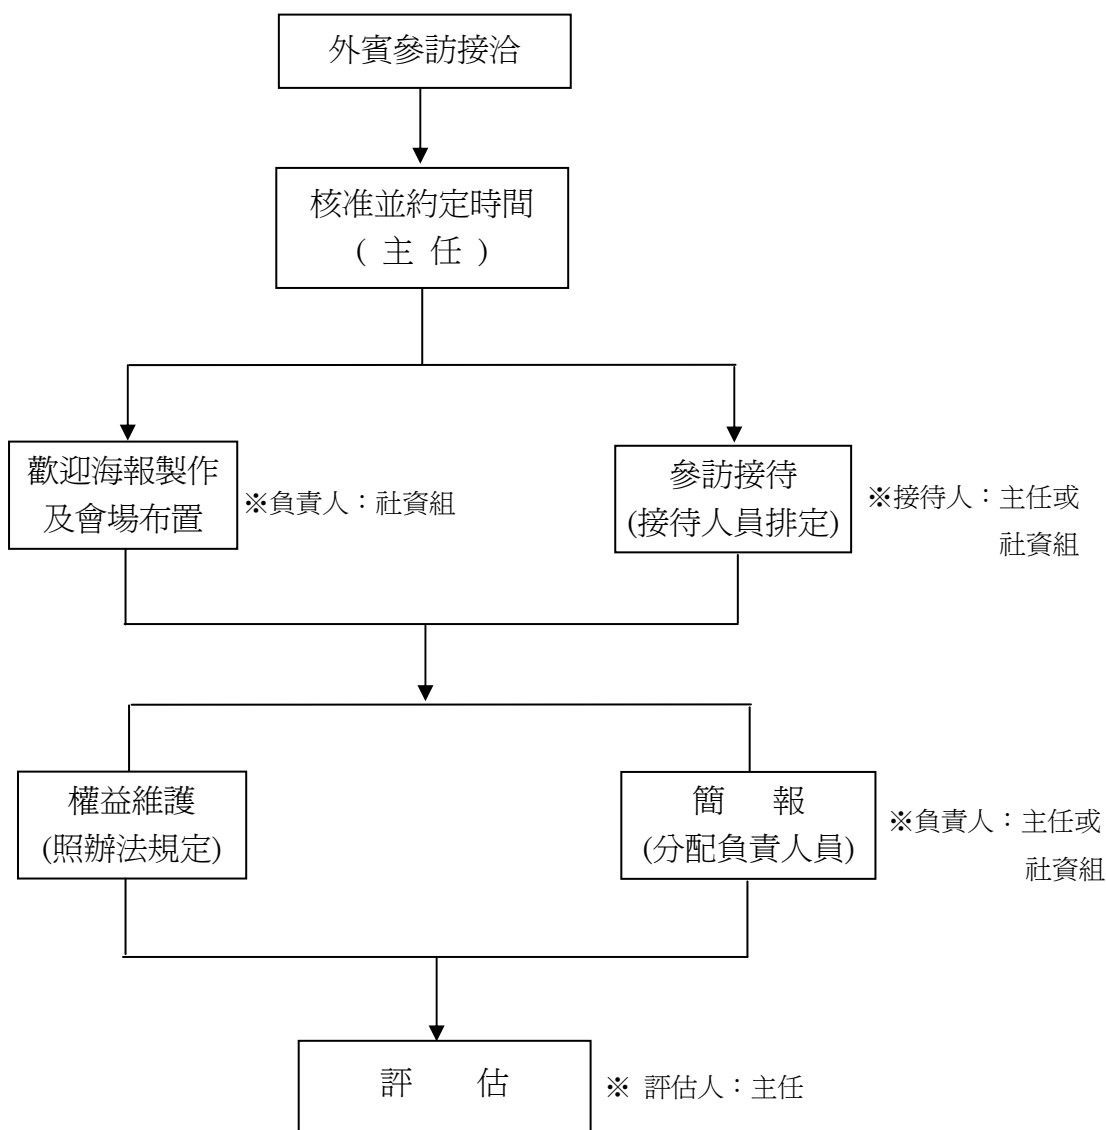 外賓參訪接洽
核准並約定時間
( 主 任 )
歡迎海報製作
及會場布置
※負責人：社資組
參訪接待
(接待人員排定)
※接待人：主任或
社資組
權益維護
(照辦法規定)
簡 報
(分配負責人員)
※負責人：主任或
社資組
評 估
※ 評估人：主任